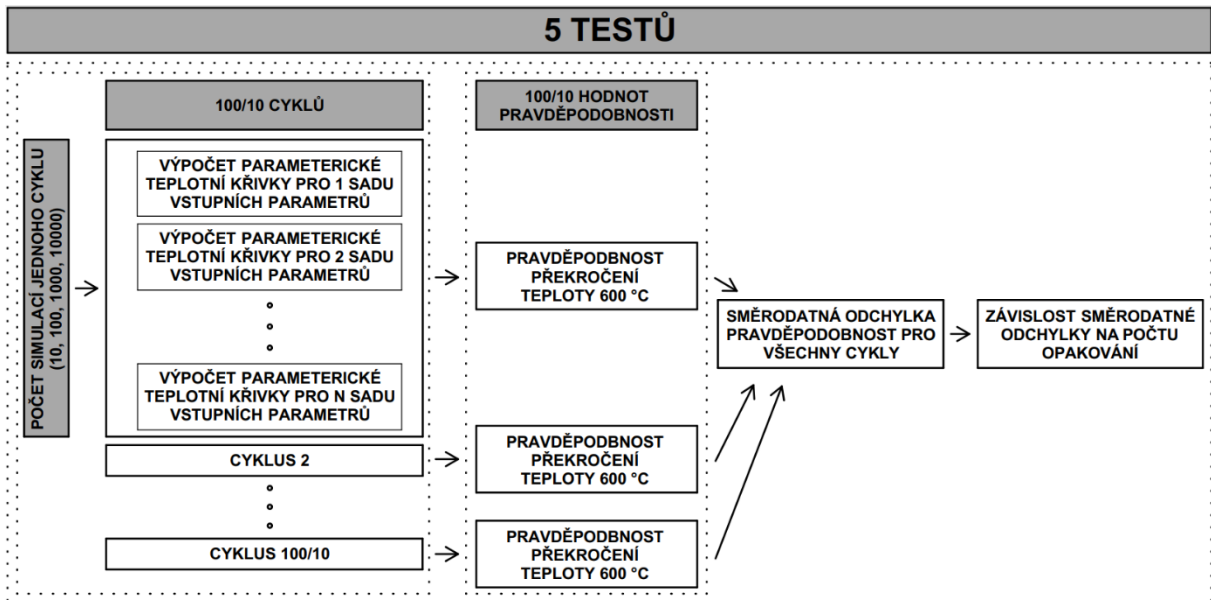 5 TESTŮ
POČET SIMULACÍ JEDNOHO CYKLU
(10, 100, 1000, 10000)
100/10 CYKLŮ
VÝPOČET PARAMETERICKÉ
TEPLOTNÍ KŘIVKY PRO 1 SADU
VSTUPNÍCH PARAMETRŮ
VÝPOČET PARAMETERICKÉ
TEPLOTNÍ KŘIVKY PRO 2 SADU
VSTUPNÍCH PARAMETRŮ
VÝPOČET PARAMETERICKÉ
TEPLOTNÍ KŘIVKY PRO N SADU
VSTUPNÍCH PARAMETRŮ
CYKLUS 2
CYKLUS 100/10
100/10 HODNOT
PRAVDĚPODOBNOSTI
PRAVDĚPODBNOST
PŘEKROČENÍ
TEPLOTY 600 °C
PRAVDĚPODBNOST
PŘEKROČENÍ
TEPLOTY 600 °C
PRAVDĚPODBNOST
PŘEKROČENÍ
TEPLOTY 600 °C
SMĚRODATNÁ ODCHYLKA
PRAVDĚPODOBNOST PRO
VŠECHNY CYKLY
ZÁVISLOST SMĚRODATNÉ
ODCHYLKY NA POČTU
OPAKOVÁNÍ